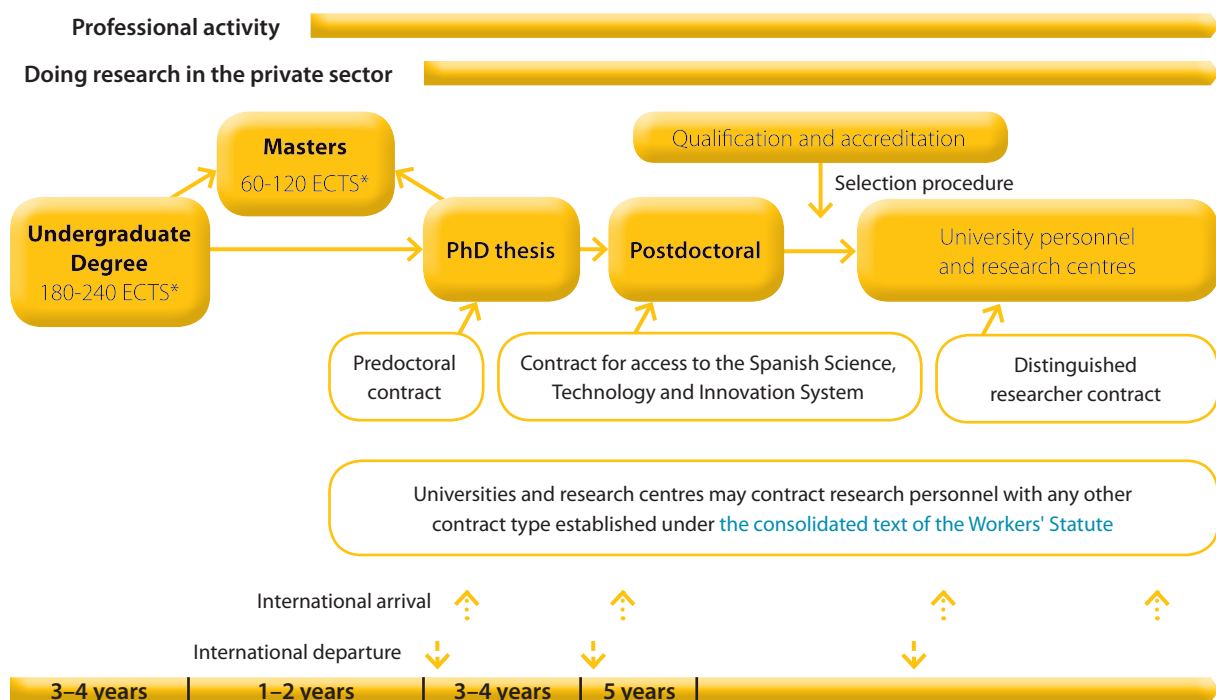 Professional activity
Doing research in the private sector
Masters
60-120 ECTS*
Qualification and accreditation
Selection procedure
Undergraduate
Degree
180-240 ECTS*
PhD thesis
Postdoctoral
University personnel
and research centres
Predoctoral
contract
Contract for access to the Spanish Science,
Technology and Innovation System
Distinguished
researcher contract
Universities and research centres may contract research personnel with any other
contract type established under the consolidated text of the Workers' Statute
International arrival
International departure
3–4 years
1–2 years
3–4 years
5 years